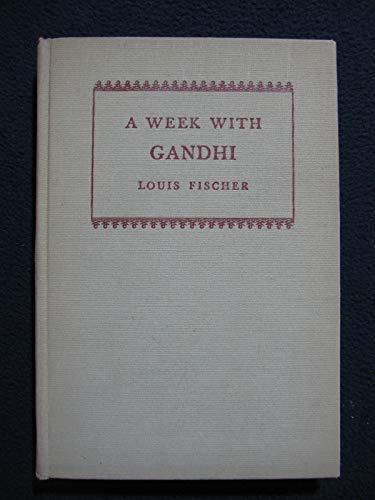 A WEEK WITH
GANDHI
LOUIS FISCHER